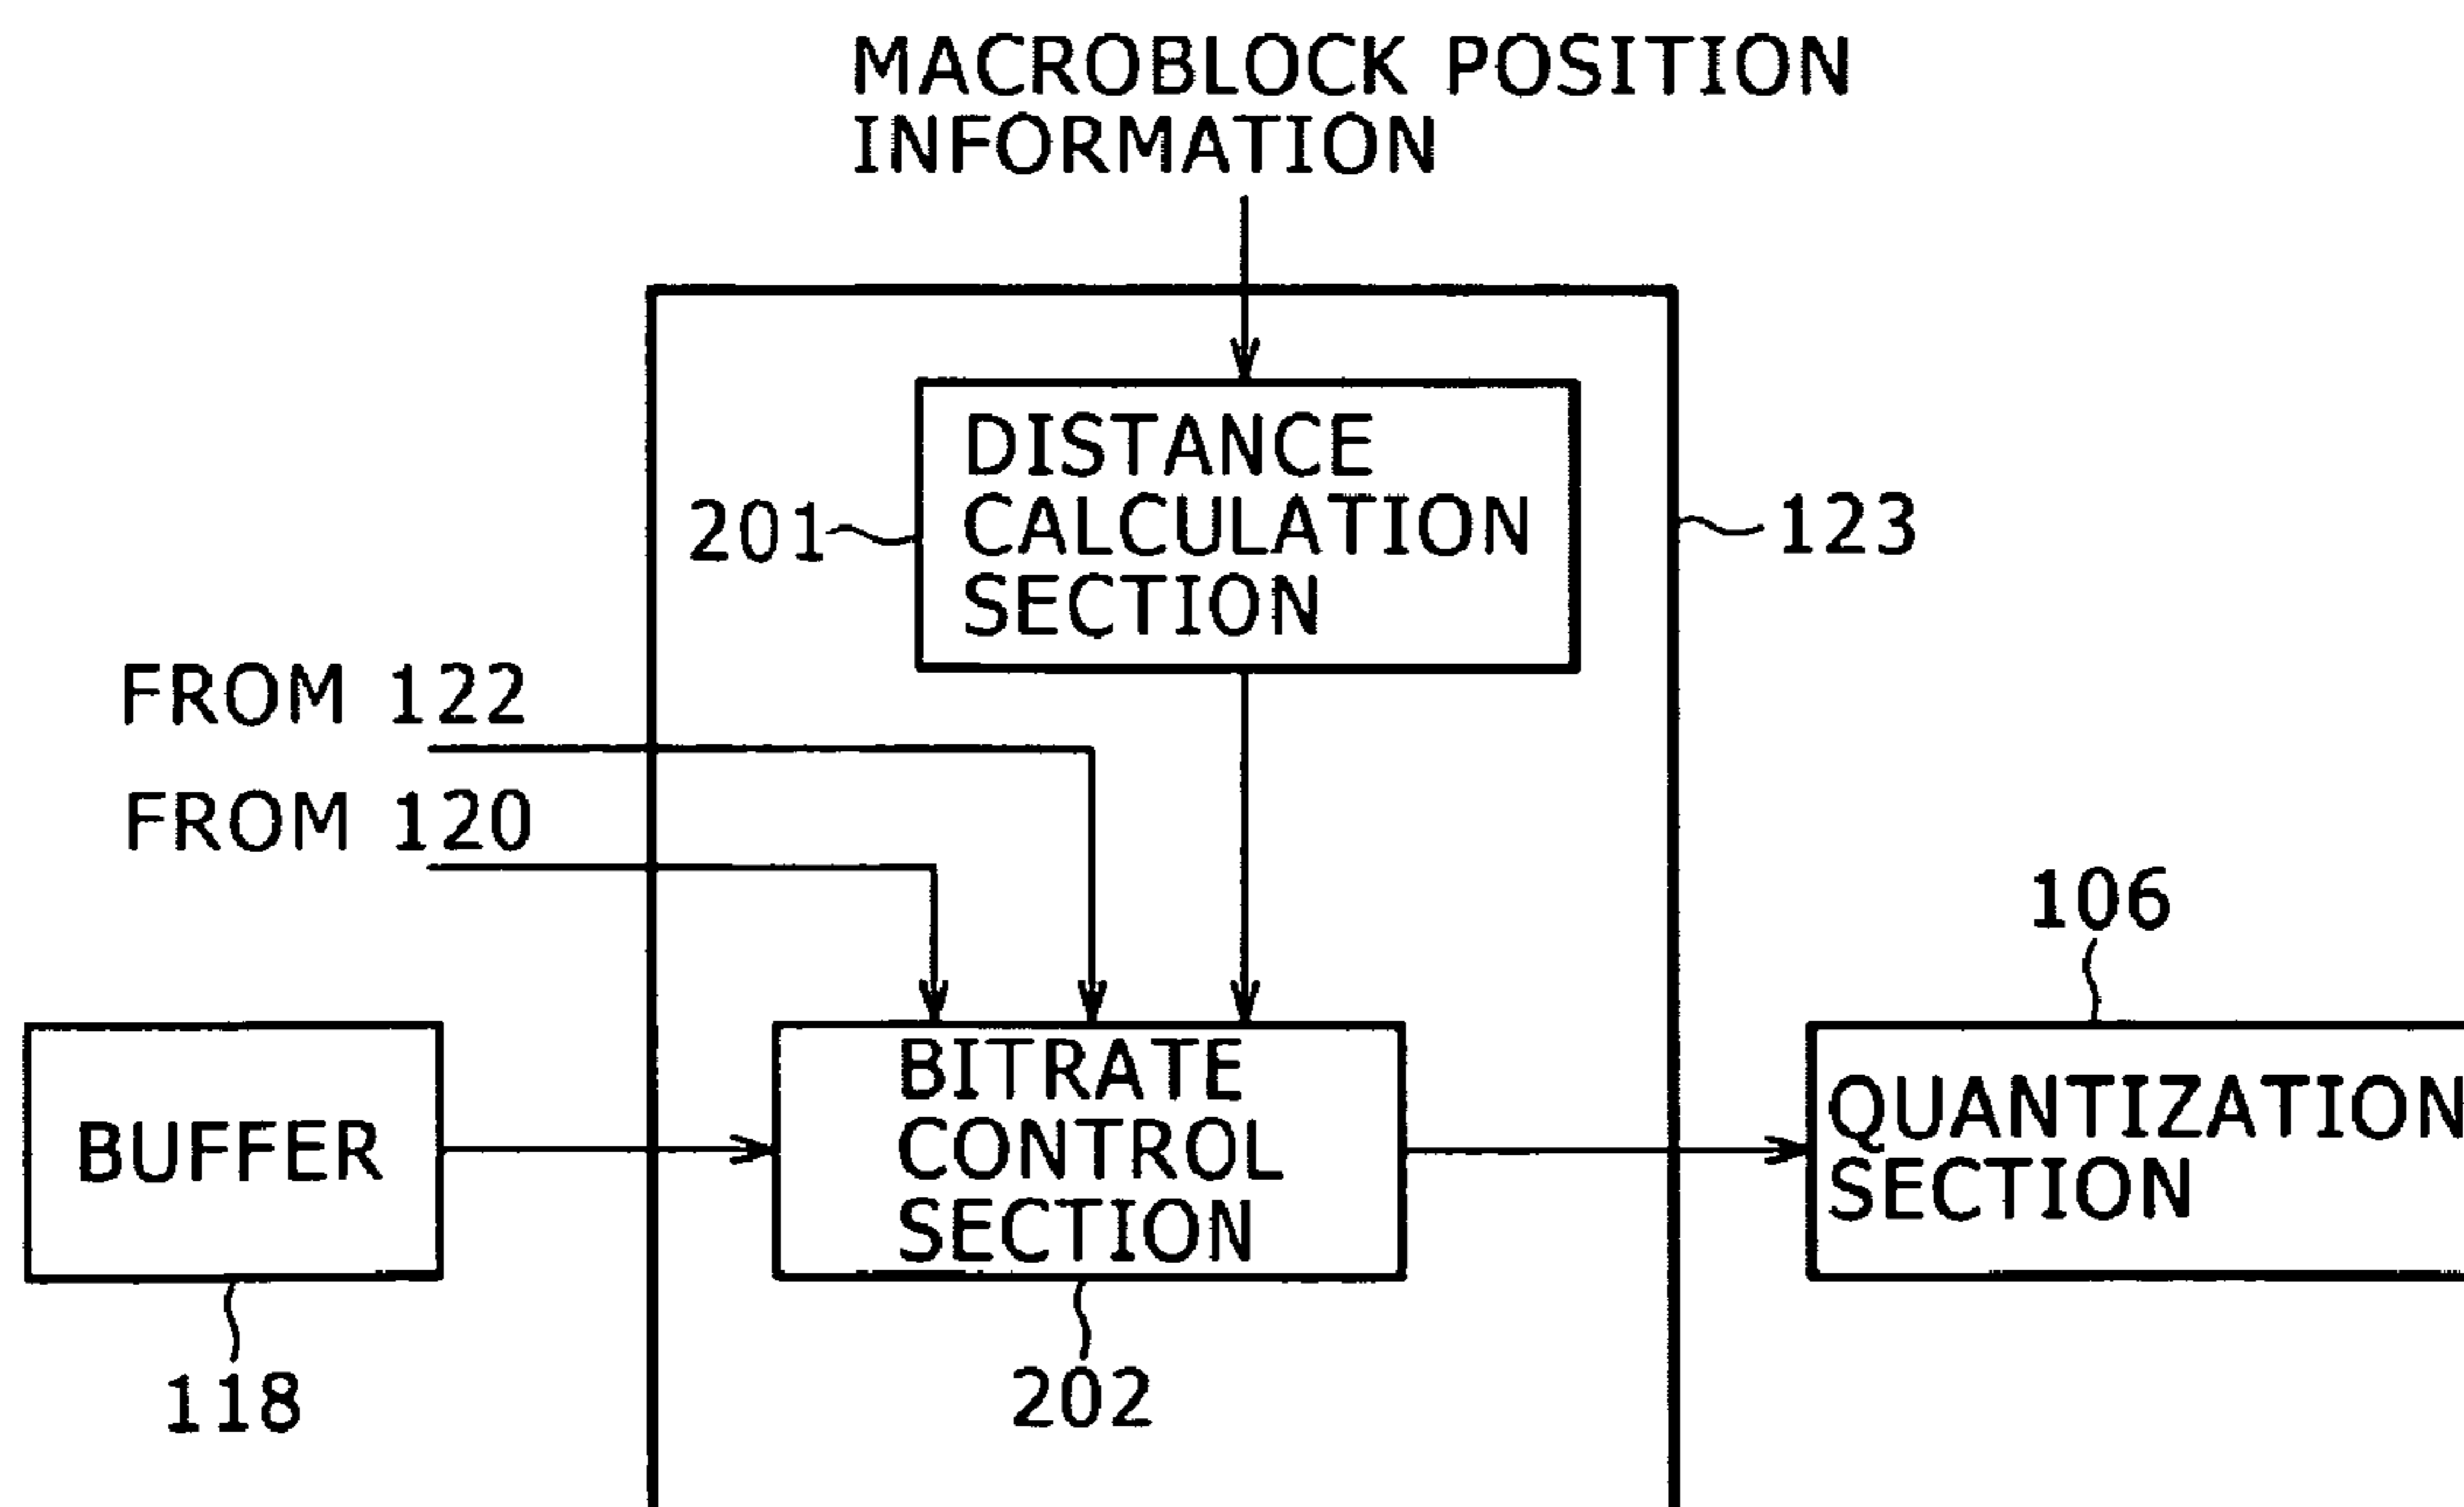 MACROBLOCK POSITION
INFORMATION
DISTANCE
CALCULATION
SECTION
201
123
FROM 122
FROM 120
106
BUFFER
BITRATE
CONTROL
SECTION
QUANTIZATION
SECTION
118
202